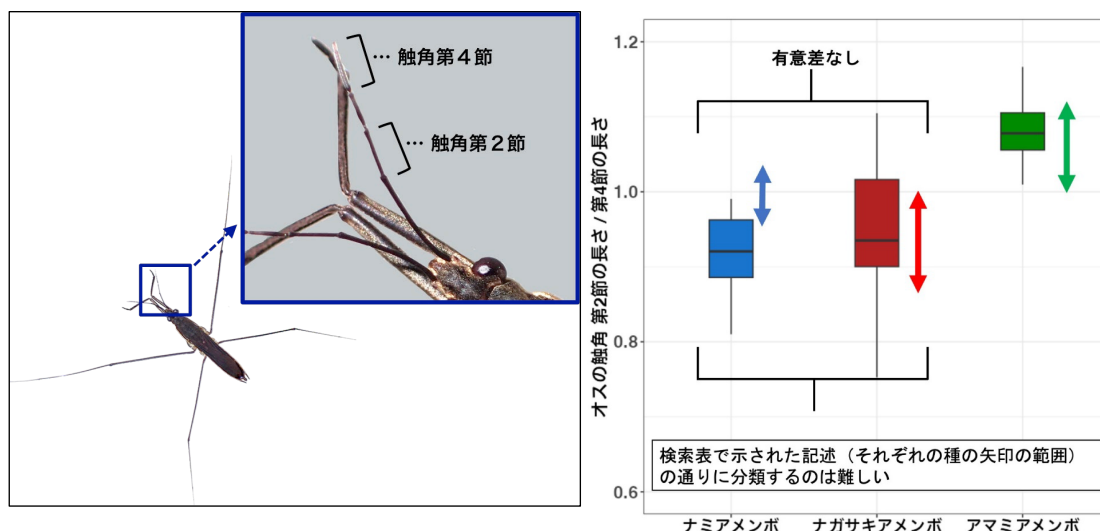 … 触角第4節
… 触角第2節
オスの触角 第2節の長さ / 第4節の長さ
1.2
1.0
0.8
0.6
有意差なし
検索表で示された記述（それぞれの種の矢印の範囲）
の通りに分類するのは難しい
ナミアメンボ
ナガサキアメンボ
アマミアメンボ